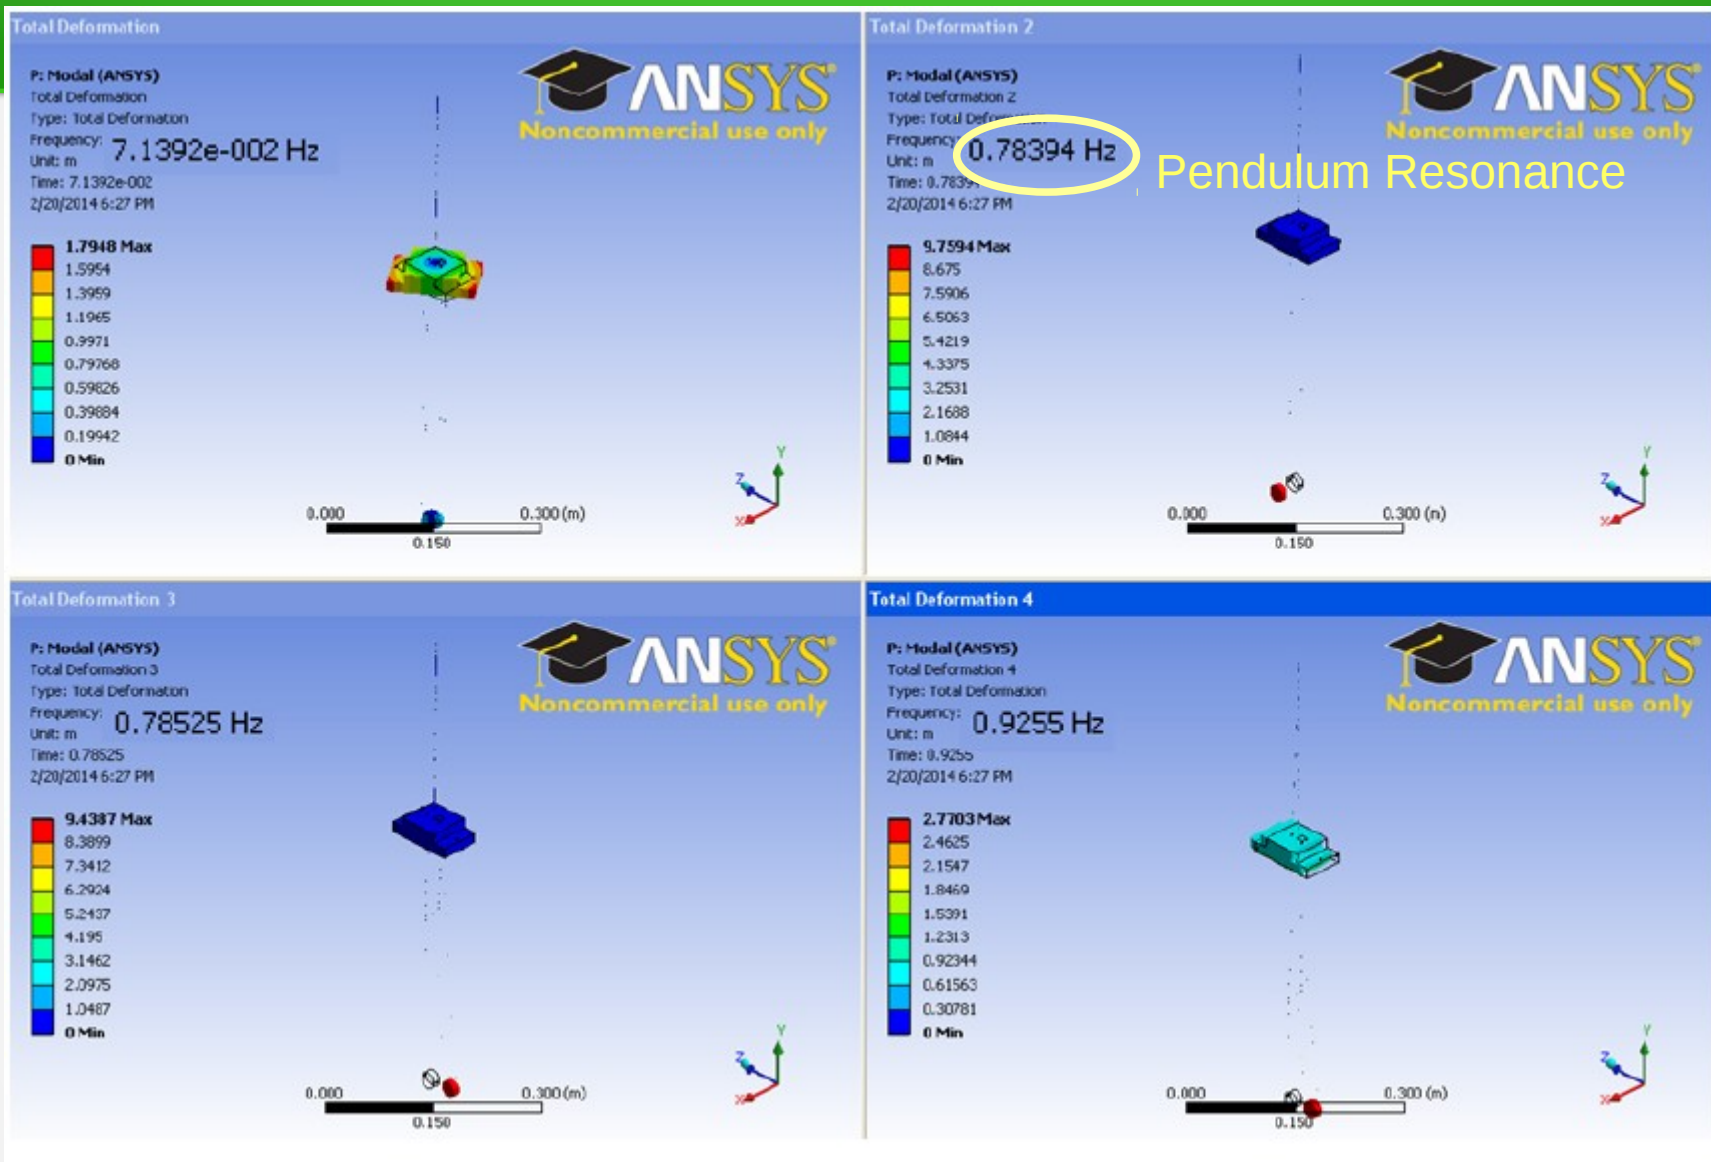 Total Deformation
P: Modal (ANSYS)
Total Deformation
Type: Total Deformation
Frequency: 7.1392e-002 Hz
Unit: m
Time: 7.1392e-002
2/20/2014 6:27 PM
ANSYS
Noncommercial use only
1.7948 Max
1.5954
1.3959
1.1965
0.9971
0.79768
0.59826
0.39884
0.19942
0 Min
0.000
0.300 (m)
0.150
Y
Z
X
Total Deformation 2
P: Modal (ANSYS)
Total Deformation 2
Type: Total
Frequency 0.78394 Hz
Unit: m
Time: 0.7839
2/20/2014 6:27 PM
ANSYS
Noncommercial use only
Pendulum Resonance
9.7594 Max
8.675
7.5906
6.5063
5.4219
4.3375
3.2531
2.1688
1.0844
0 Min
0.000
0.300 (m)
0.150
Y
Z
X
Total Deformation 3
P: Modal (ANSYS)
Total Deformation 3
Type: Total Deformation
Frequency: 0.78525 Hz
Unit: m
Time: 0.78525
2/20/2014 6:27 PM
ANSYS
Noncommercial use only
9.4387 Max
8.3899
7.3412
6.2924
5.2437
4.195
3.1462
2.0975
1.0487
0 Min
0.000
0.300 (m)
0.150
Y
Z
X
Total Deformation 4
P: Modal (ANSYS)
Total Deformation 4
Type: Total Deformation
Frequency: 0.9255 Hz
Unit: m
Time: 0.9255
2/20/2014 6:27 PM
ANSYS
Noncommercial use only
2.7703 Max
2.4625
2.1547
1.8469
1.5391
1.2313
0.92344
0.61563
0.30781
0 Min
0.000
0.300 (m)
0.150
Y
Z
X